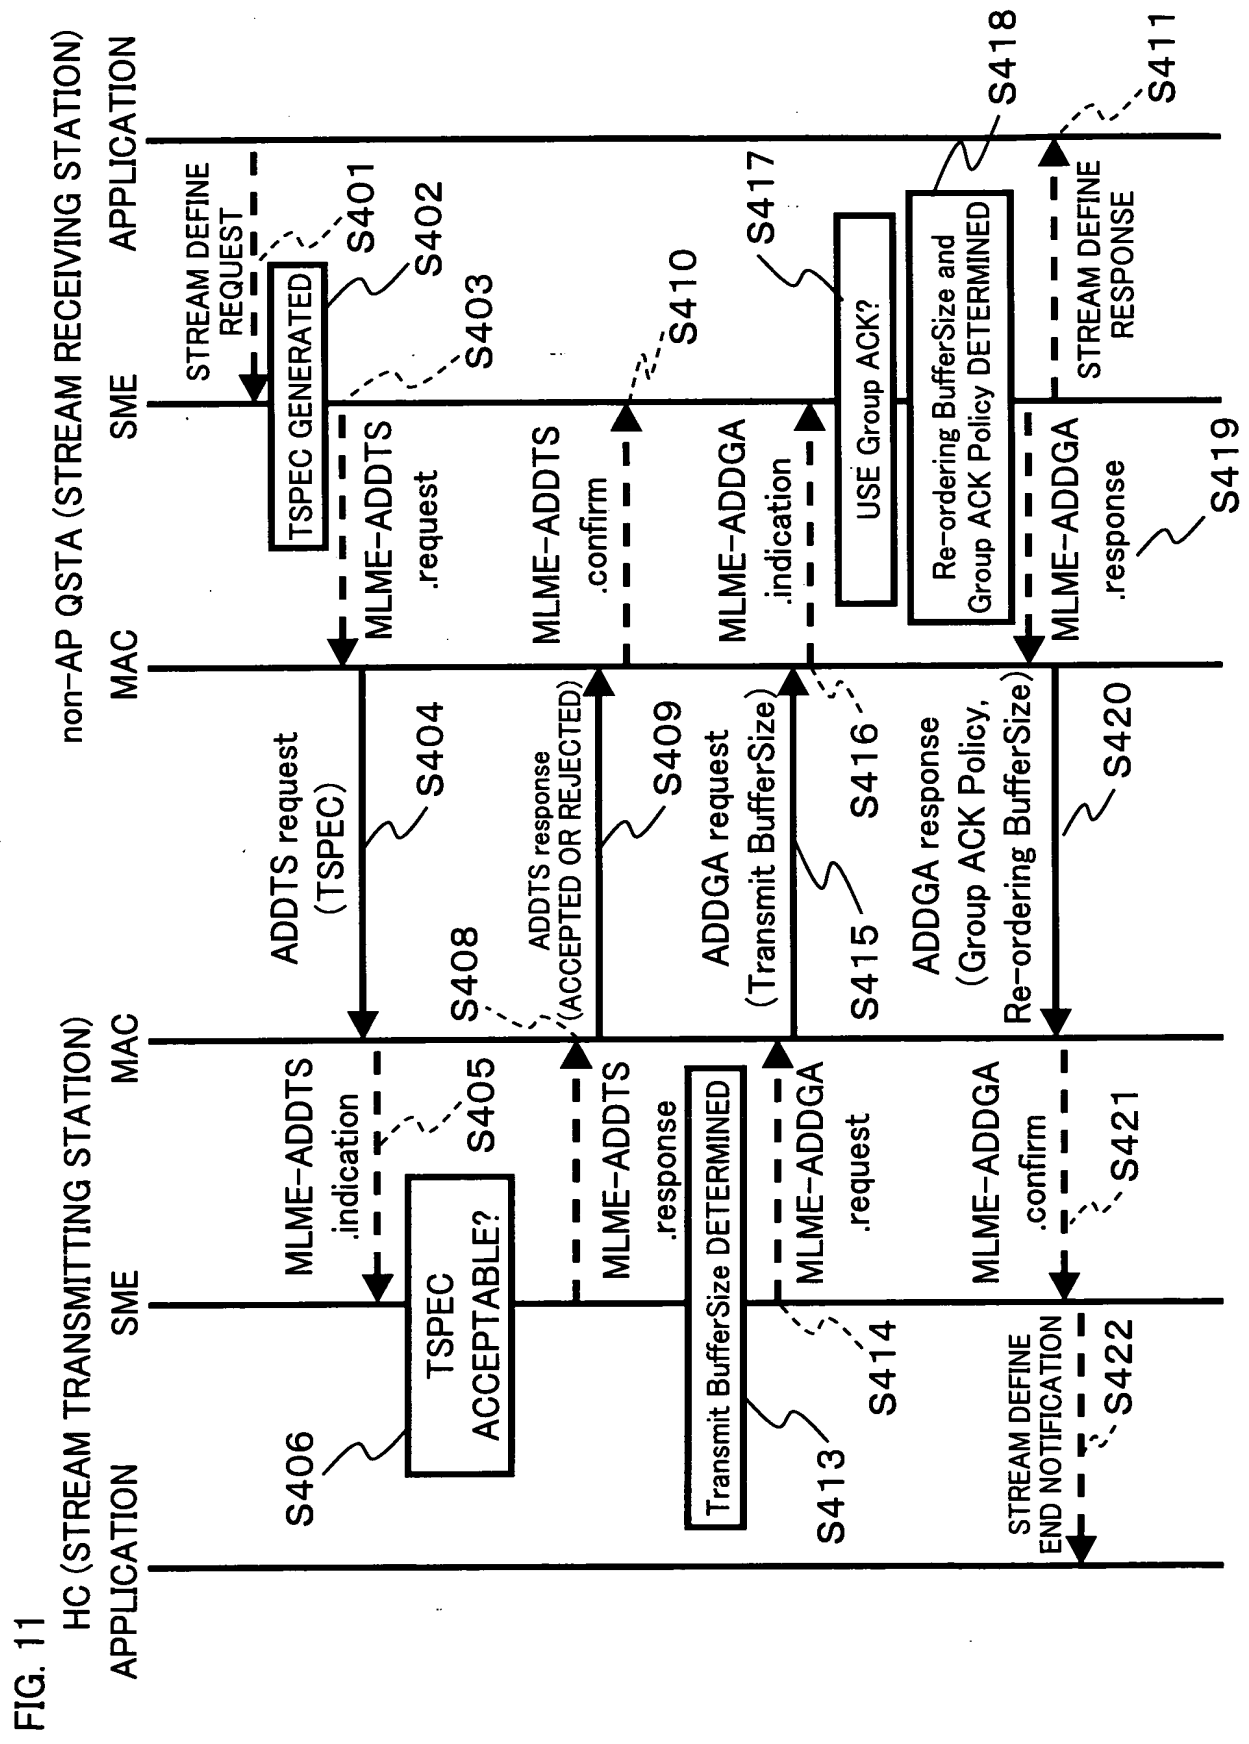 FIG. 11
HC (STREAM TRANSMITTING STATION)
non-AP QSTA (STREAM RECEIVING STATION)
APPLICATION
SME
MAC
MAC
SME
APPLICATION
STREAM DEFINE
REQUEST
S401
TSPEC GENERATED
S402
S403
MLME-ADDTS
.request
ADDTS request
(TSPEC)
S404
MLME-ADDTS
.indication
S405
S406
TSPEC
ACCEPTABLE?
S408
MLME-ADDTS
.response
ADDTS response
(ACCEPTED OR REJECTED)
S409
MLME-ADDTS
.confirm
S410
Transmit BufferSize DETERMINED
S413
MLME-ADDGA
.request
S414
ADDGA request
(Transmit BufferSize)
S415
MLME-ADDGA
.indication
S416
S417
USE Group ACK?
S418
Re-ordering BufferSize and
Group ACK Policy DETERMINED
MLME-ADDGA
.response
S419
STREAM DEFINE
RESPONSE
S411
ADDGA response
(Group ACK Policy,
Re-ordering BufferSize)
S420
MLME-ADDGA
.confirm
S421
STREAM DEFINE
END NOTIFICATION
S422